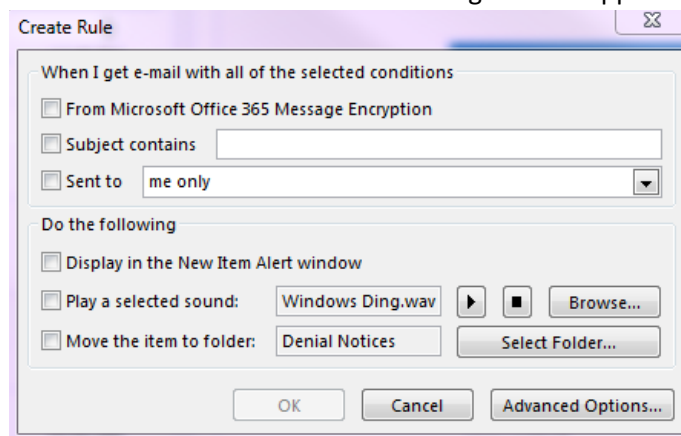 Create Rule
When I get e-mail with all of the selected conditions
From Microsoft Office 365 Message Encryption
Subject contains
Sent to me only
Do the following
Display in the New Item Alert window
Play a selected sound: Windows Ding.wav Browse...
Move the item to folder: Denial Notices Select Folder...
OK Cancel Advanced Options...